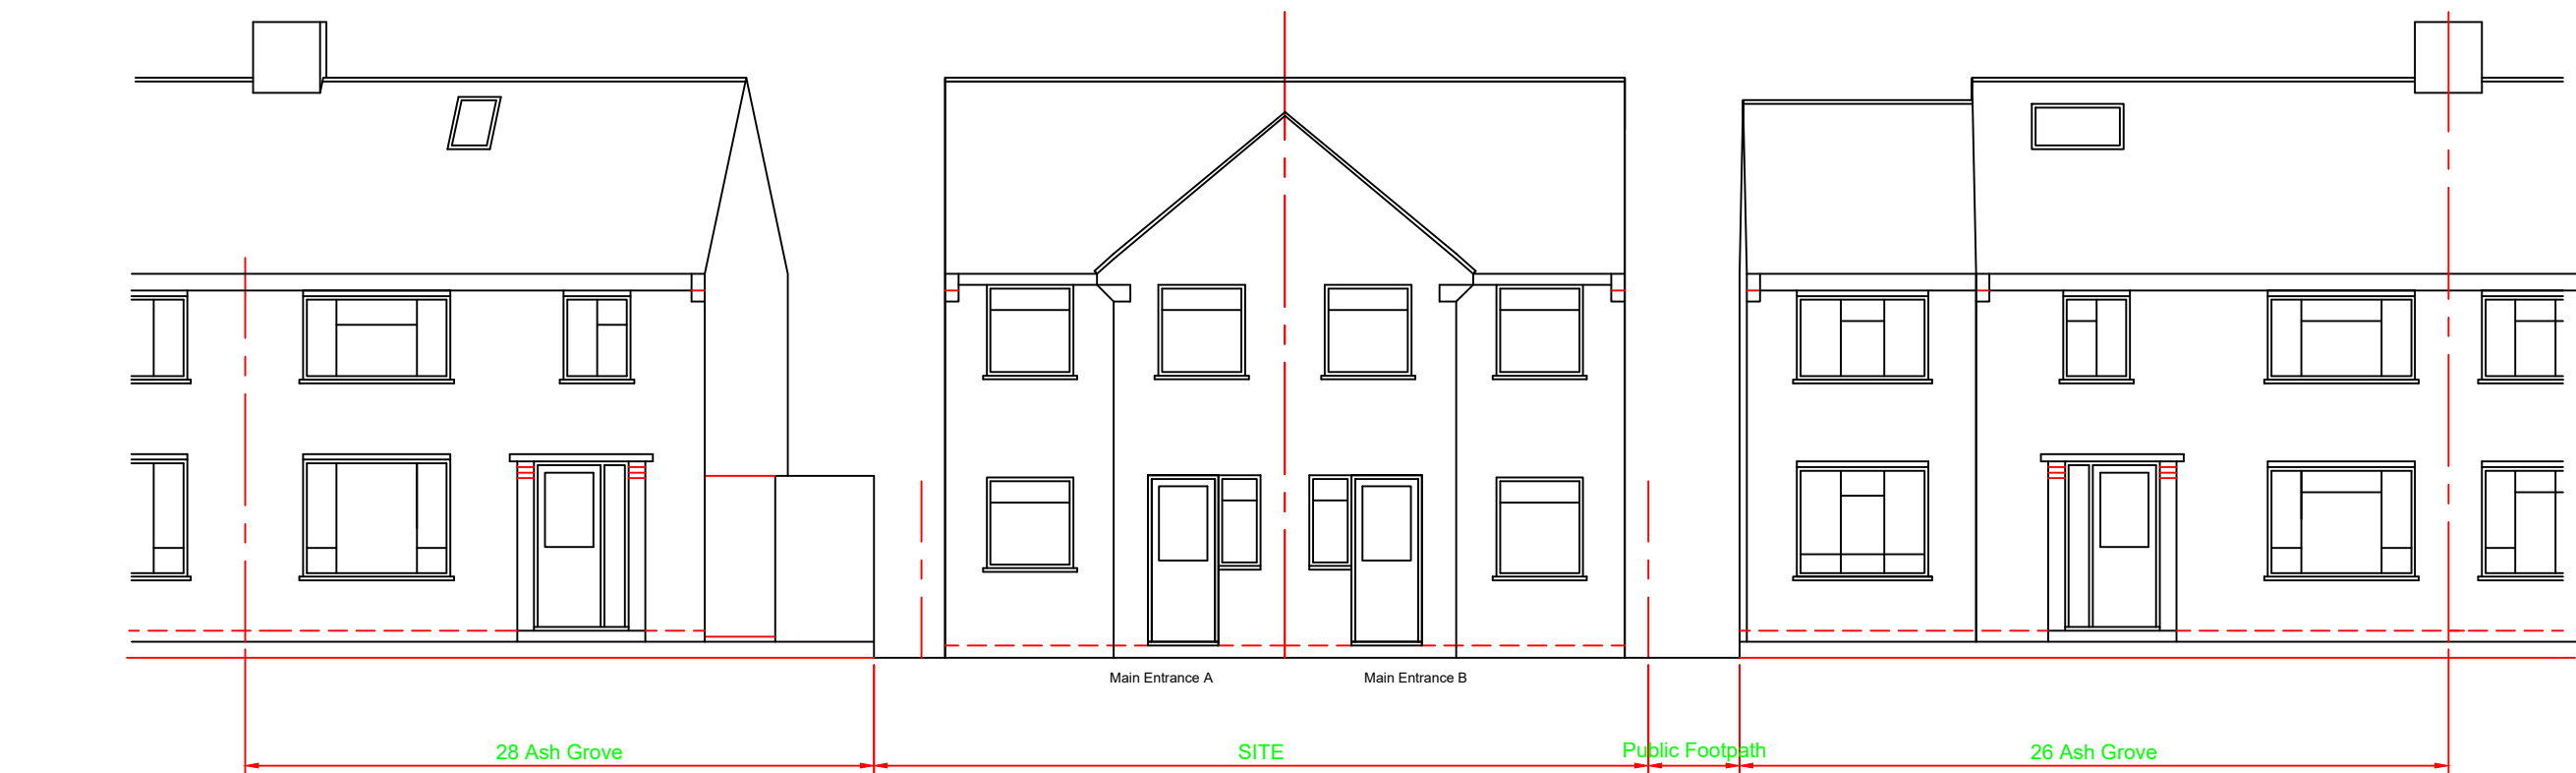 Main Entrance A
Main Entrance B
28 Ash Grove
SITE
Public Footpath
26 Ash Grove